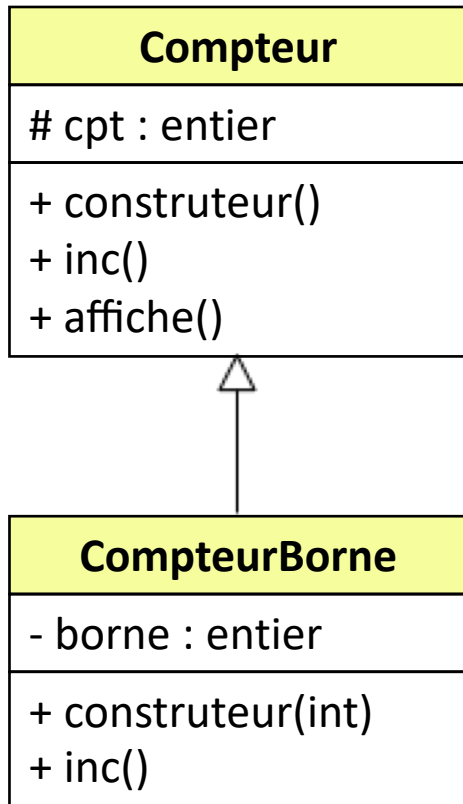 Compteur
# cpt : entier
+ construteur()
+ inc()
+ affiche()
CompteurBorne
- borne : entier
+ construteur(int)
+ inc()